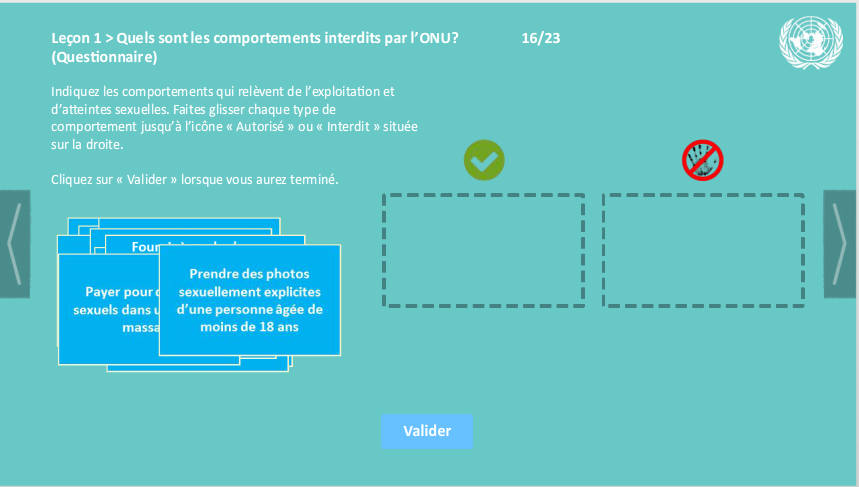 Leçon 1 > Quels sont les comportements interdits par l'ONU? 16/23
(Questionnaire)
Indiquez les comportements qui relèvent de l'exploitation et
d'atteintes sexuelles. Faites glisser chaque type de
comportement jusqu'à l'icône « Autorisé » ou « Interdit » située
sur la droite.
Cliquez sur « Valider » lorsque vous aurez terminé.
Payer pour
sexuels dans
Prendre des photos
sexuellement explicites
d'une personne âgée de
moins de 18 ans
Valider